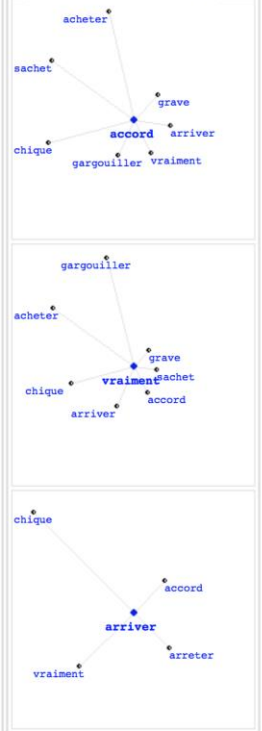 acheter
sachet
grave
accord
arriver
chique
gargouiller vraiment
gargouiller
acheter
grave
vraiment sachet
chique
accord
arriver
chique
accord
arriver
arreter
vraiment